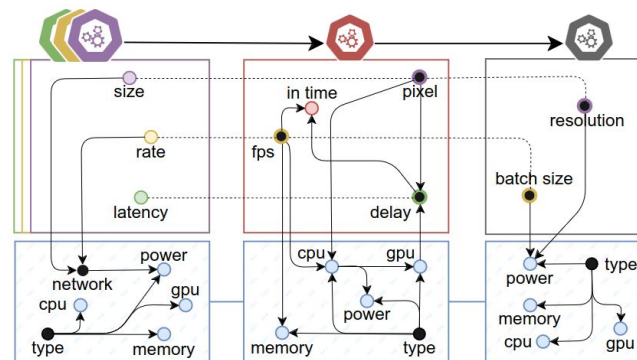 size
rate
latency
in time
pixel
fps
delay
resolution
batch size
network
power
cpu
gpu
type
memory
cpu
gpu
power
memory
type
power
type
memory
cpu
gpu